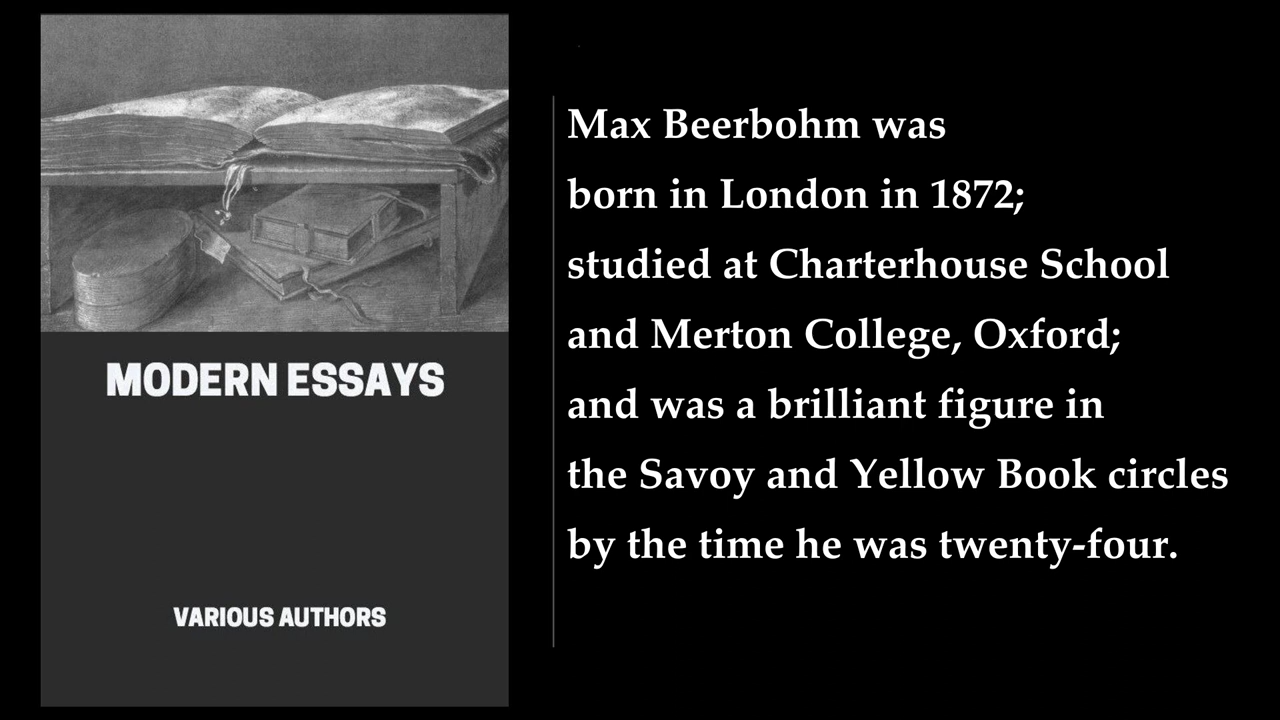 MODERN ESSAYS
VARIOUS AUTHORS
Max Beerbohm was
born in London in 1872;
studied at Charterhouse School
and Merton College, Oxford;
and was a brilliant figure in
the Savoy and Yellow Book circles
by the time he was twenty-four.